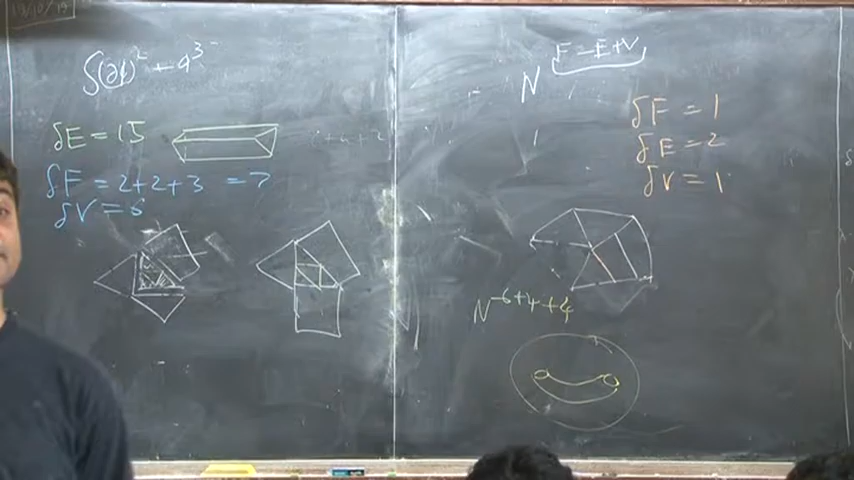 ∫(∂φ)² + φ³
δE = 15
δF = 2+2+3 = 7
δV = 6
N^{F-E+V}
δF = 1
δE = 2
δV = 1
N^{-6+4+4}